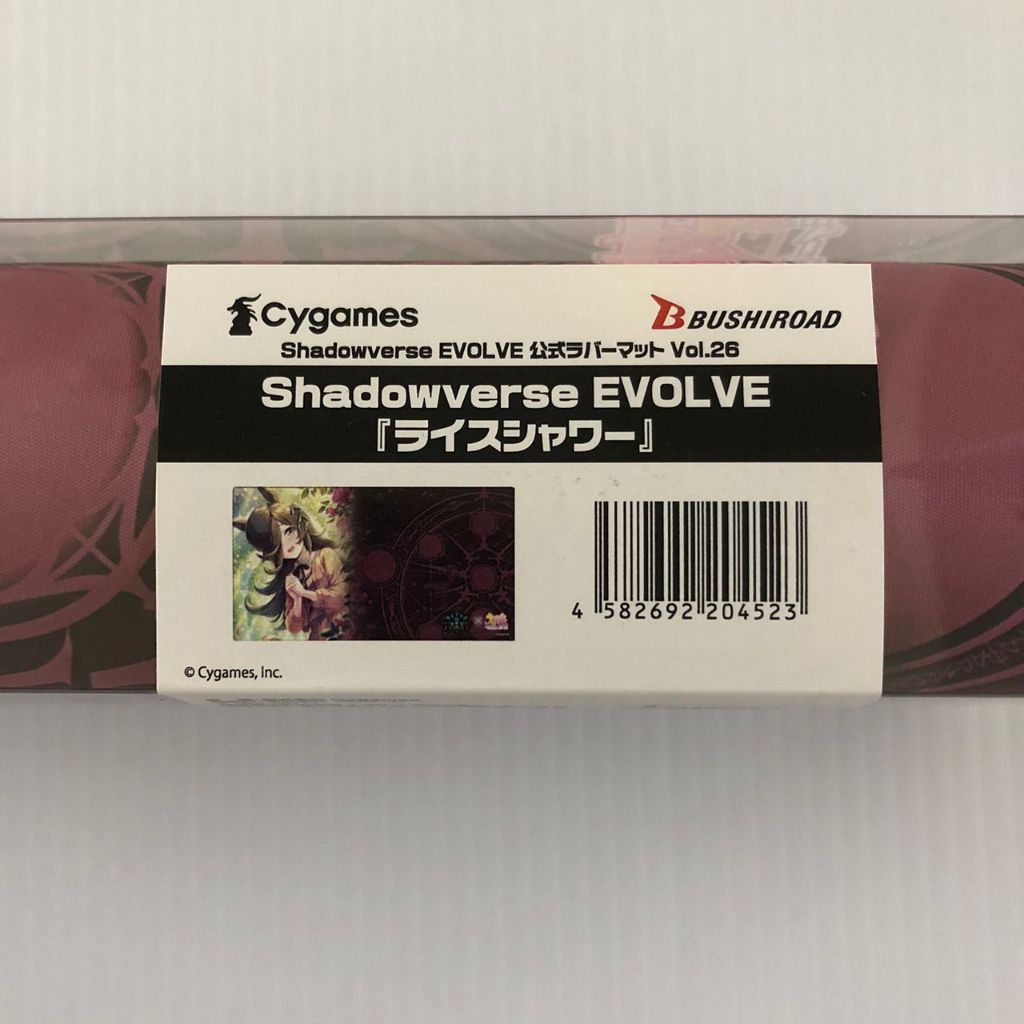 Cygames
BUSHIROAD
Shadowverse EVOLVE 公式ラバーマット Vol.26
Shadowverse EVOLVE
『ライスシャワー』
4 582692 204523
© Cygames, Inc.